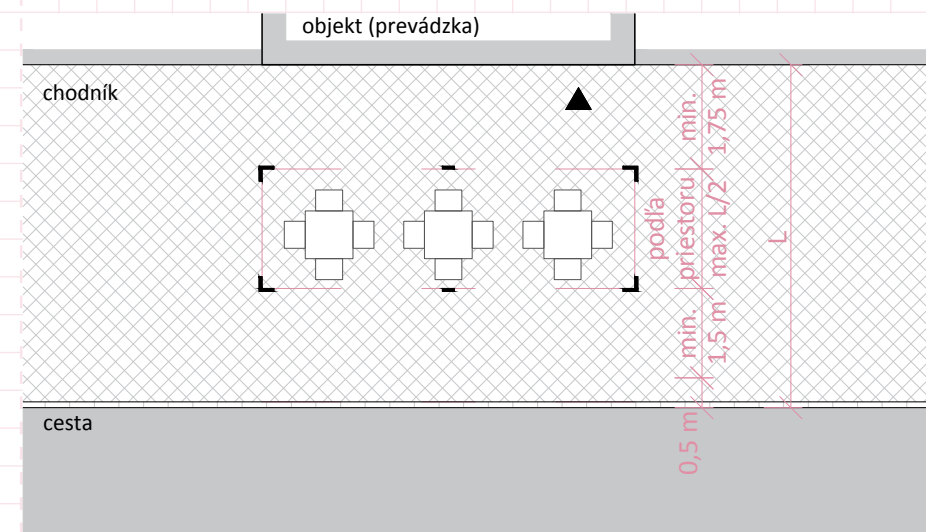 objekt (prevádzka)
chodník
min.
1,75 m
podľa
priestoru
max. L/2
L
min.
1,5 m
0,5 m
cesta